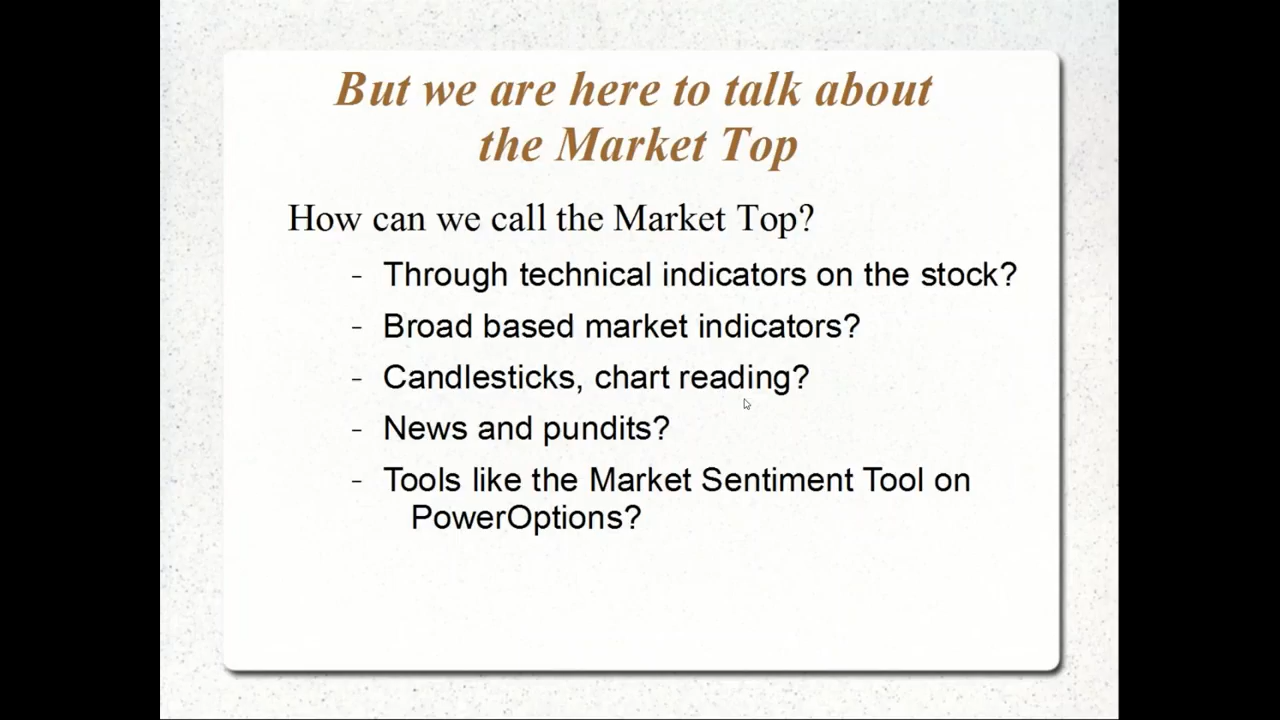 But we are here to talk about
the Market Top
How can we call the Market Top?
- Through technical indicators on the stock?
- Broad based market indicators?
- Candlesticks, chart reading?
- News and pundits?
- Tools like the Market Sentiment Tool on
PowerOptions?